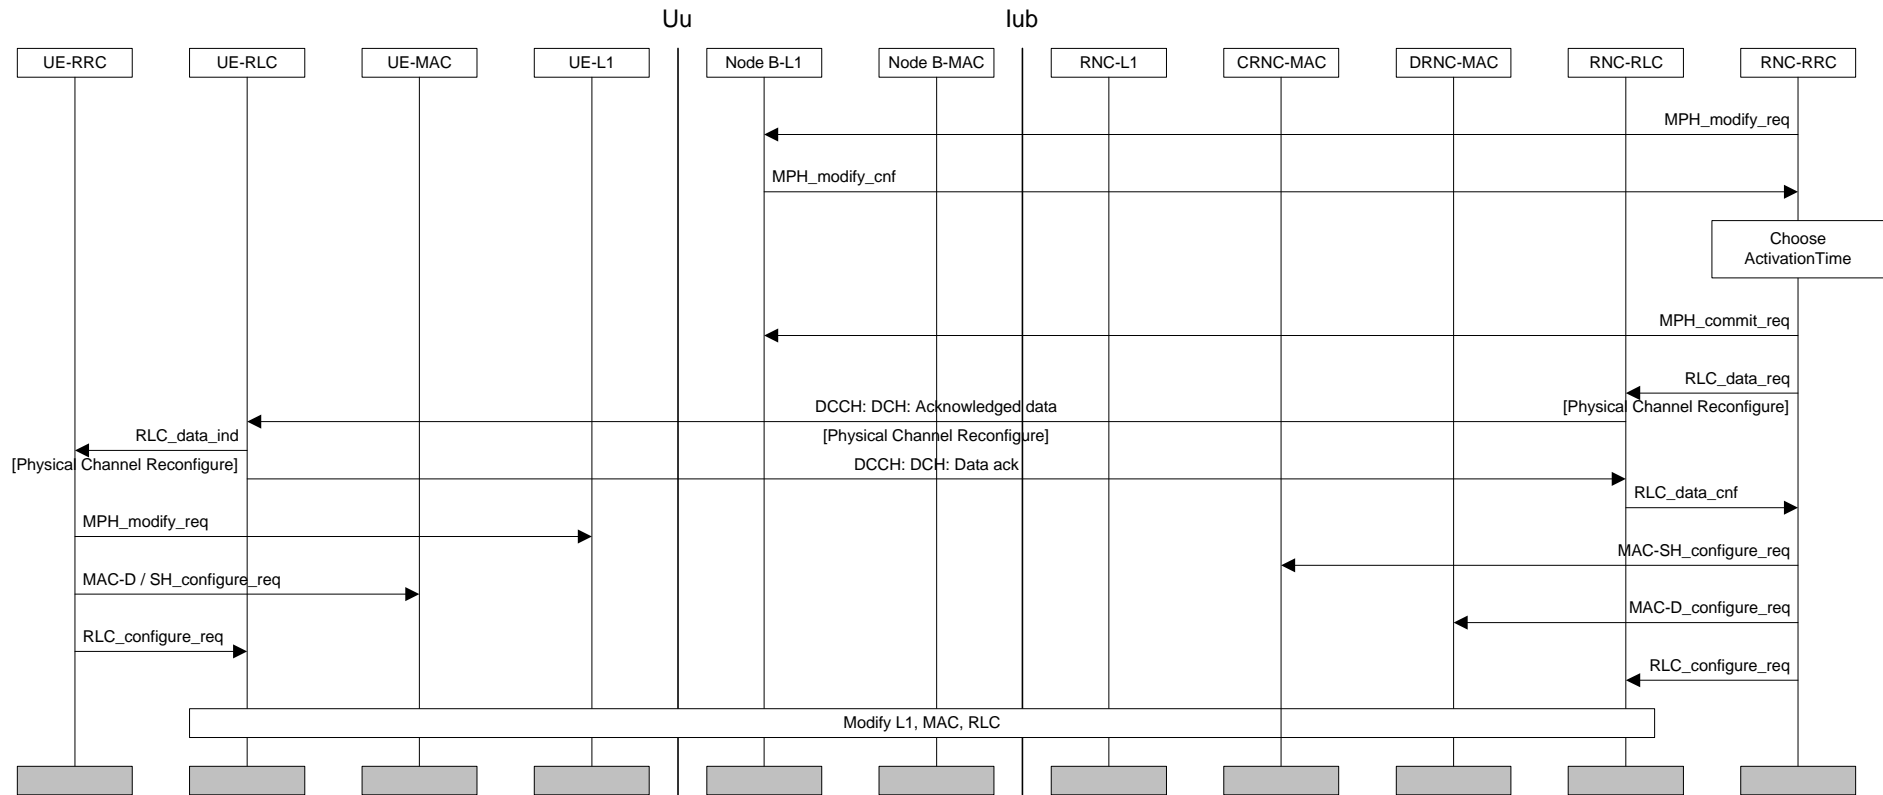 Uu
Iub
UE-RRC
UE-RLC
UE-MAC
UE-L1
Node B-L1
Node B-MAC
RNC-L1
CRNC-MAC
DRNC-MAC
RNC-RLC
RNC-RRC
MPH_modify_req
MPH_modify_cnf
Choose
ActivationTime
MPH_commit_req
RLC_data_req
DCCH: DCH: Acknowledged data
[Physical Channel Reconfigure]
RLC_data_ind
[Physical Channel Reconfigure]
[Physical Channel Reconfigure]
DCCH: DCH: Data ack
RLC_data_cnf
MPH_modify_req
MAC-SH_configure_req
MAC-D / SH_configure_req
MAC-D_configure_req
RLC_configure_req
RLC_configure_req
Modify L1, MAC, RLC